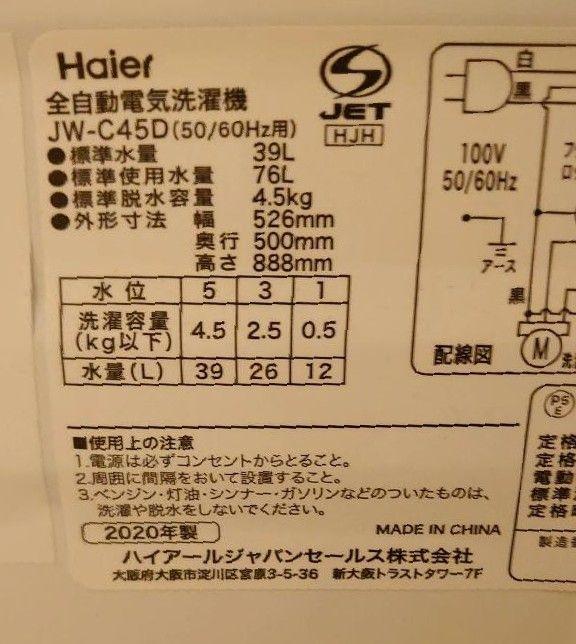 Haier
全自動電気洗濯機
JW-C45D(50/60Hz用)
JET
HJH
●標準水量 39L
●標準使用水量 76L
●標準脱水容量 4.5kg
●外形寸法 幅 526mm
奥行 500mm
高さ 888mm
水位 5 3 1
洗濯容量(kg以下) 4.5 2.5 0.5
水量(L) 39 26 12
白
黒
100V
50/60Hz
アース
黒
M
配線図
■使用上の注意
1.電源は必ずコンセントからとること。
2.周囲に間隔をおいて設置すること。
3.ベンジン・灯油・シンナー・ガソリンなどのついたものは、
洗濯や脱水をしないでください。
2020年製
MADE IN CHINA
ハイアールジャパンセールス株式会社
大阪府大阪市淀川区宮原3-5-36 新大阪トラストタワー7F
PS
E
定格
定格
電動
標準
定格
製造